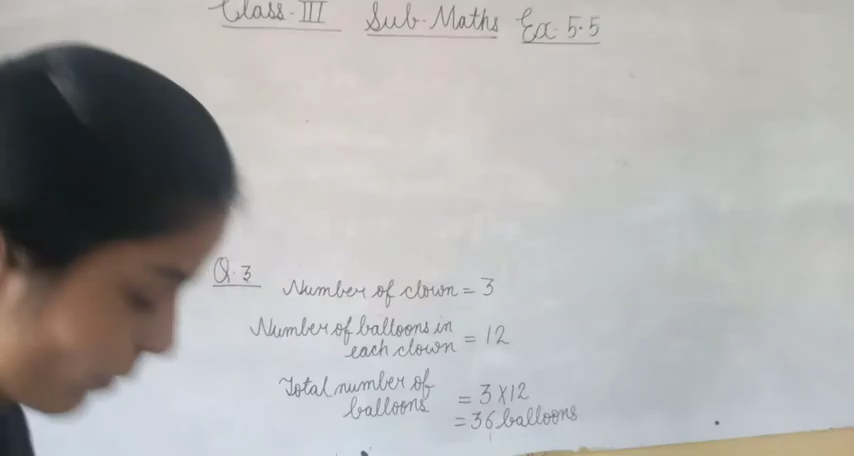 Class-III Sub-Maths Ex. 5.5
Q.3 Number of clown = 3
Number of balloons in
each clown = 12
Total number of
balloons = 3 x 12
= 36 balloons